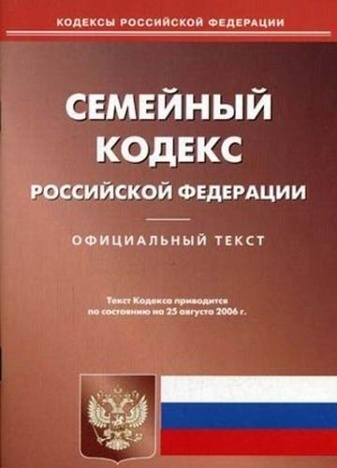 КОДЕКСЫ РОССИЙСКОЙ ФЕДЕРАЦИИ
СЕМЕЙНЫЙ
КОДЕКС
РОССИЙСКОЙ ФЕДЕРАЦИИ
ОФИЦИАЛЬНЫЙ ТЕКСТ
Текст Кодекса приводится
по состоянию на 25 августа 2006 г.